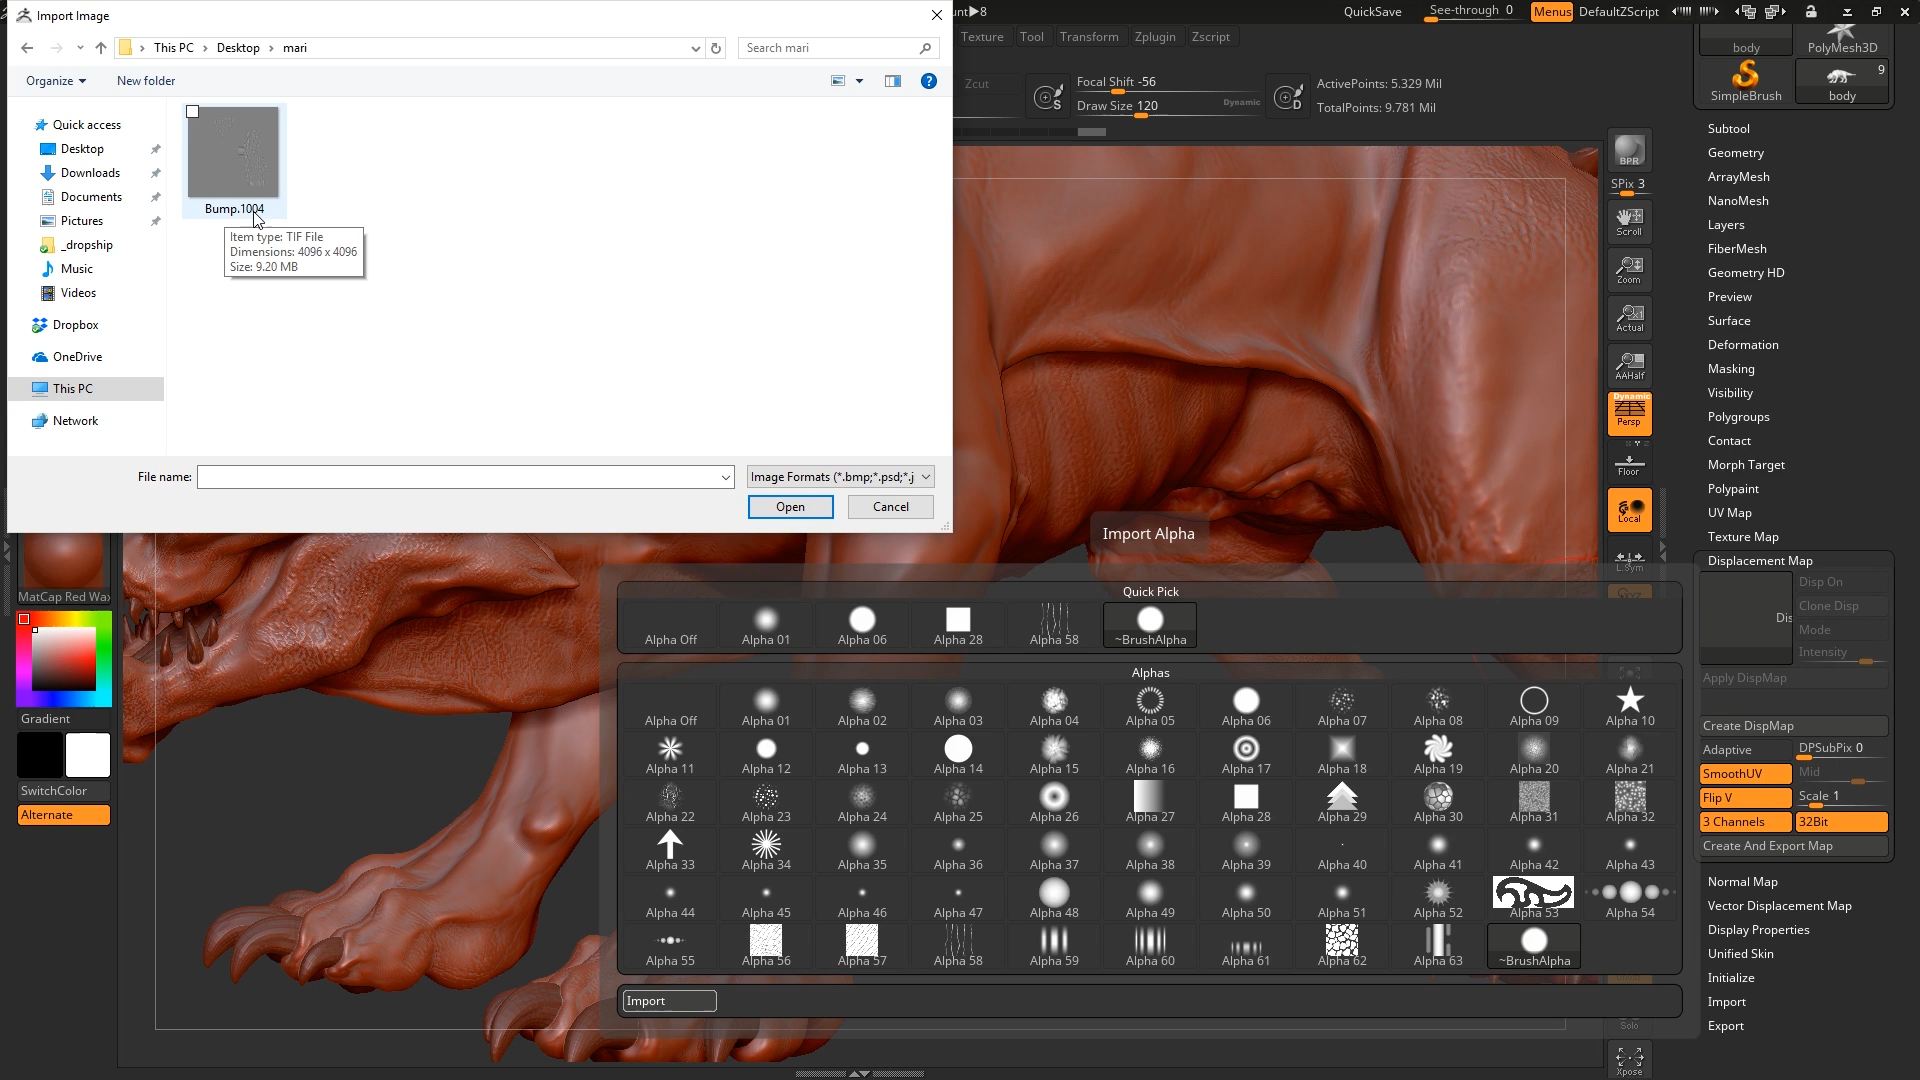 Import Image
This PC > Desktop > mari
Search mari
Organize
New folder
Quick access
Desktop
Downloads
Documents
Pictures
_dropship
Music
Videos
Dropbox
OneDrive
This PC
Network
Bump.1004
Item type: TIF File
Dimensions: 4096 x 4096
Size: 9.20 MB
File name:
Image Formats (*.bmp;*.psd;*.j
Open
Cancel
unt▶8
QuickSave
See-through 0
Menus
DefaultZScript
Texture
Tool
Transform
Zplugin
Zscript
Zcut
S
Focal Shift -56
Draw Size 120
Dynamic
D
ActivePoints: 5.329 Mil
TotalPoints: 9.781 Mil
body
PolyMesh3D
SimpleBrush
9
body
BPR
SPix 3
Scroll
Zoom
Actual
AAHalf
Dynamic
Persp
Floor
Local
L.Sym
Solo
Xpose
Subtool
Geometry
ArrayMesh
NanoMesh
Layers
FiberMesh
Geometry HD
Preview
Surface
Deformation
Masking
Visibility
Polygroups
Contact
Morph Target
Polypaint
UV Map
Texture Map
Displacement Map
Dis
Disp On
Clone Disp
Mode
Intensity
Apply DispMap
Create DispMap
Adaptive
DPSubPix 0
SmoothUV
Mid
Flip V
Scale 1
3 Channels
32Bit
Create And Export Map
Normal Map
Vector Displacement Map
Display Properties
Unified Skin
Initialize
Import
Export
MatCap Red Wax
Gradient
SwitchColor
Alternate
Import Alpha
Quick Pick
Alpha Off
Alpha 01
Alpha 06
Alpha 28
Alpha 58
~BrushAlpha
Alphas
Alpha Off
Alpha 01
Alpha 02
Alpha 03
Alpha 04
Alpha 05
Alpha 06
Alpha 07
Alpha 08
Alpha 09
Alpha 10
Alpha 11
Alpha 12
Alpha 13
Alpha 14
Alpha 15
Alpha 16
Alpha 17
Alpha 18
Alpha 19
Alpha 20
Alpha 21
Alpha 22
Alpha 23
Alpha 24
Alpha 25
Alpha 26
Alpha 27
Alpha 28
Alpha 29
Alpha 30
Alpha 31
Alpha 32
Alpha 33
Alpha 34
Alpha 35
Alpha 36
Alpha 37
Alpha 38
Alpha 39
Alpha 40
Alpha 41
Alpha 42
Alpha 43
Alpha 44
Alpha 45
Alpha 46
Alpha 47
Alpha 48
Alpha 49
Alpha 50
Alpha 51
Alpha 52
Alpha 53
Alpha 54
Alpha 55
Alpha 56
Alpha 57
Alpha 58
Alpha 59
Alpha 60
Alpha 61
Alpha 62
Alpha 63
~BrushAlpha
Import